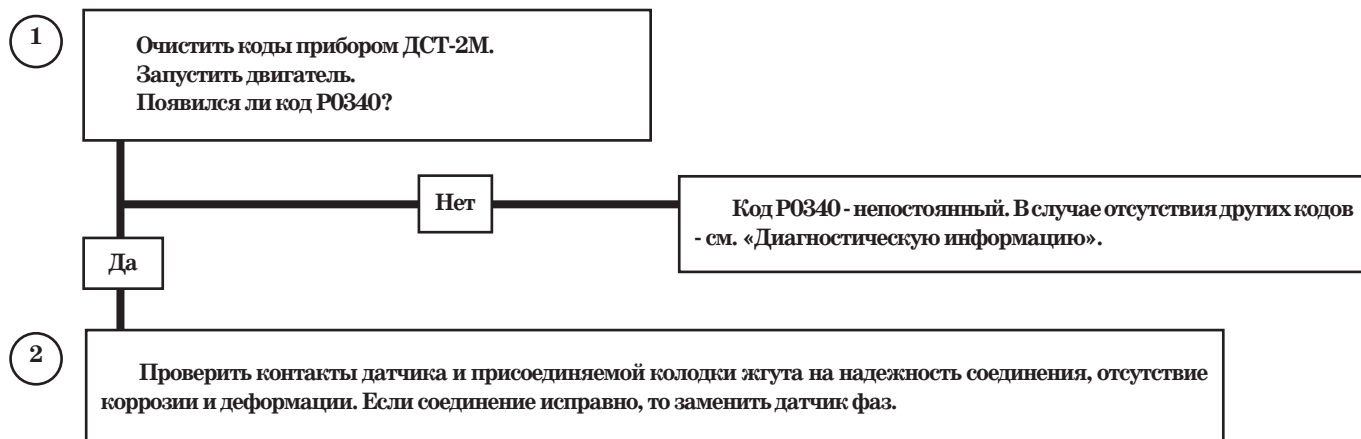 1
Очистить коды прибором ДСТ-2М.
Запустить двигатель.
Появился ли код Р0340?
Нет
Код Р0340 - непостоянный. В случае отсутствия других кодов
- см. «Диагностическую информацию».
Да
2
Проверить контакты датчика и присоединяемой колодки жгута на надежность соединения, отсутствие
коррозии и деформации. Если соединение исправно, то заменить датчик фаз.